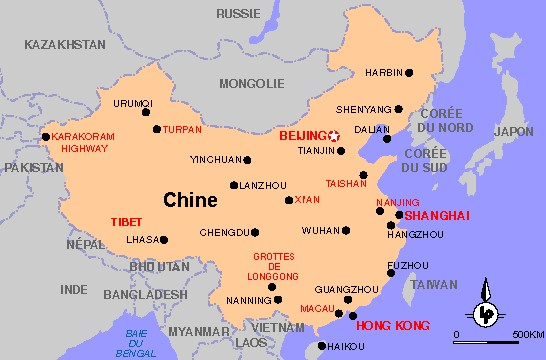 RUSSIE
KAZAKHSTAN
HARBIN
MONGOLIE
URUMQI
SHENYANG
CORÉE
DU NORD
TURPAN
BEIJING
DALIAN
JAPON
KARAKORAM
HIGHWAY
TIANJIN
CORÉE
DU SUD
PAKISTAN
YINCHUAN
TAISHAN
LANZHOU
Chine
XI'AN
NANJING
SHANGHAI
TIBET
CHENGDU
WUHAN
HANGZHOU
NÉPAL
LHASA
BHOUTAN
GROTTES
DE
LONGGONG
FUZHOU
INDE
BANGLADESH
TAIWAN
NANNING
GUANGZHOU
MACAU
HONG KONG
MYANMAR
VIETNAM
LAOS
BAIE
DU
BENGAL
HAIKOU
LP
0 500KM